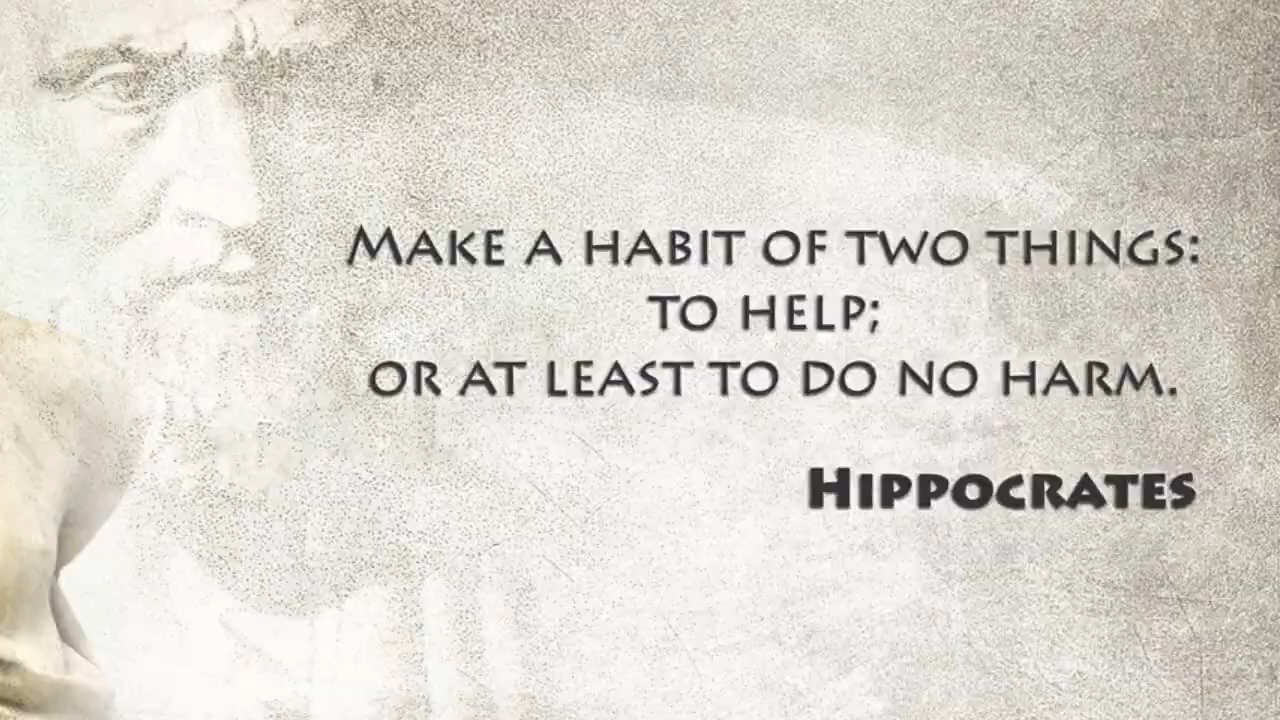 Make a habit of two things:
to help;
or at least to do no harm.
Hippocrates